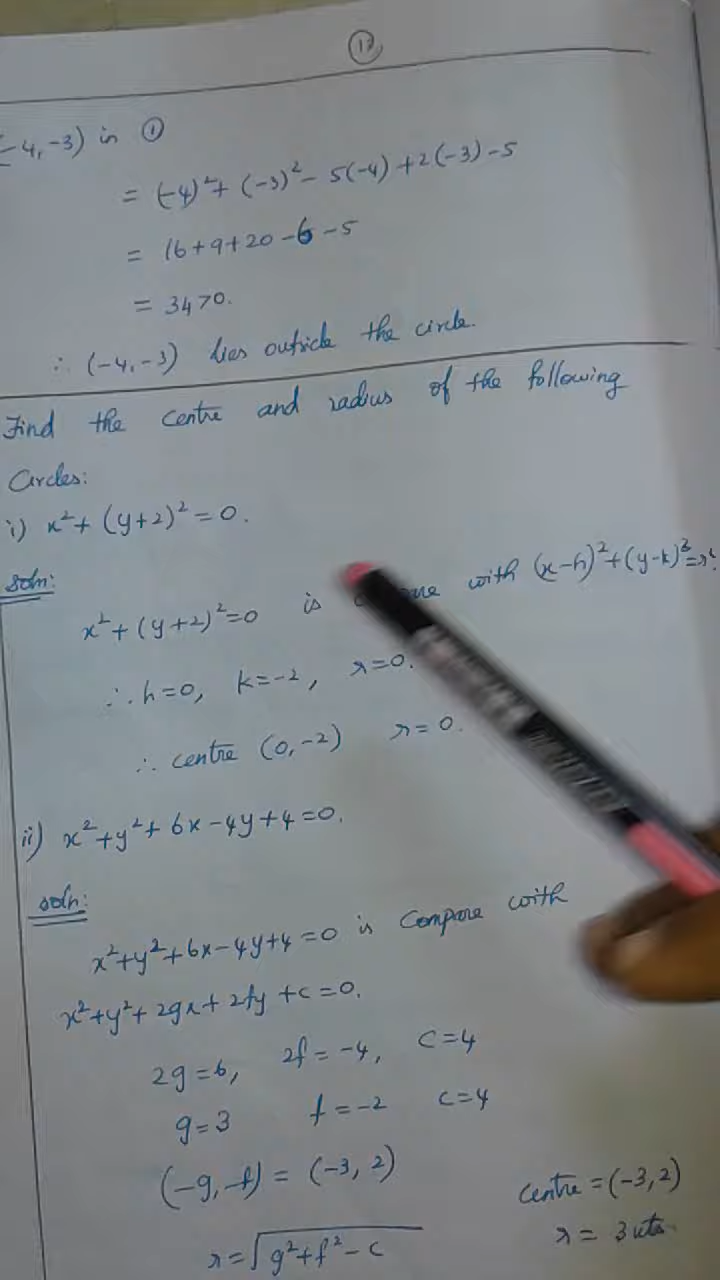 17
(-4,-3) in ①
= (-4)²+ (-3)² - 5(-4) + 2(-3) - 5
= 16+9+20-6-5
= 34>0.
∴ (-4,-3) lies outside the circle.
Find the centre and radius of the following
Circles:
i) x²+ (y+2)² = 0.
Soln:
x²+(y+2)²=0 is with (x-h)²+(y-k)²=r².
∴ h=0, k=-2, r=0.
∴ centre (0,-2) r=0.
ii) x²+y²+ 6x-4y+4=0.
soln:
x²+y²+6x-4y+4=0 is compare with
x²+y²+2gx+2fy+c=0.
2g=6, 2f=-4, c=4
g=3 f=-2 c=4
(-g,-f) = (-3, 2)
centre = (-3,2)
r = √g²+f²-c
r = 3 uts.